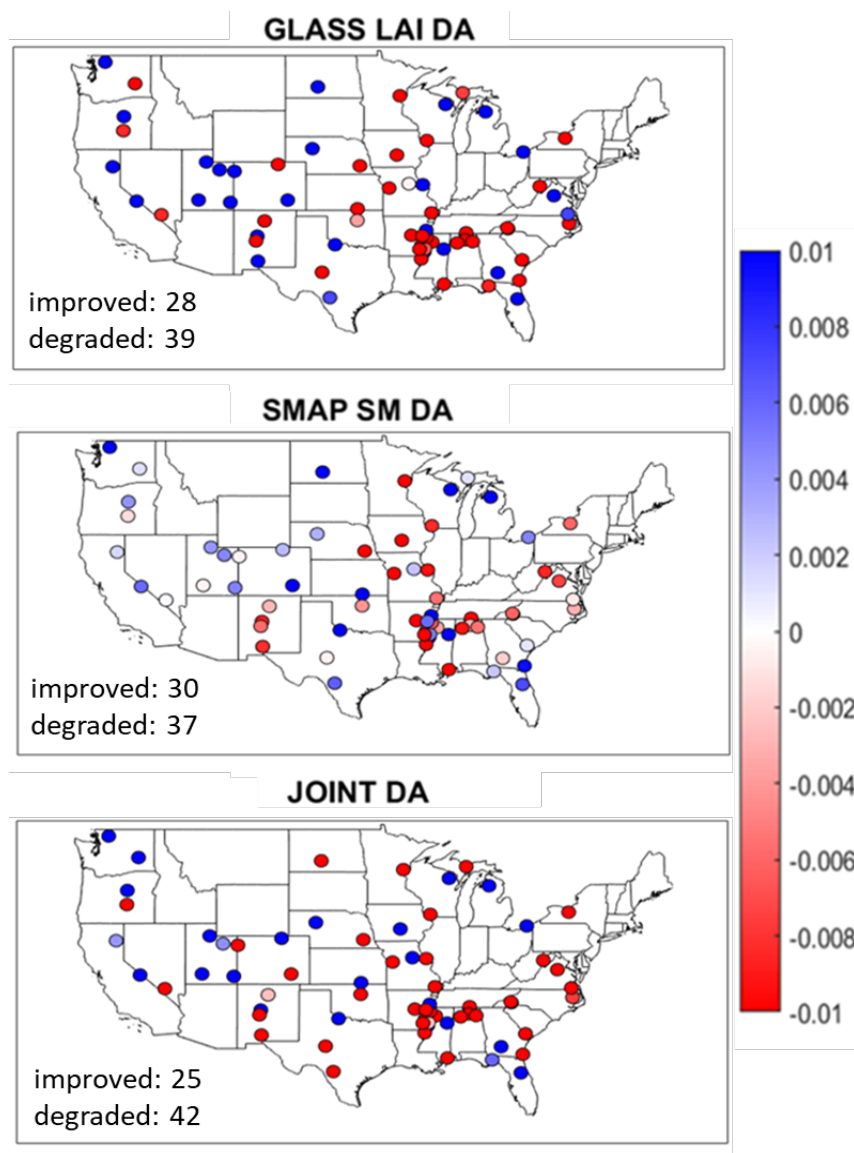 GLASS LAI DA
improved: 28
degraded: 39
SMAP SM DA
improved: 30
degraded: 37
JOINT DA
improved: 25
degraded: 42
0.01
0.008
0.006
0.004
0.002
0
-0.002
-0.004
-0.006
-0.008
-0.01